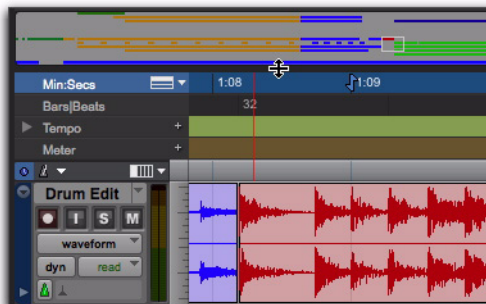 Min:Secs 1:08 1:09
Bars|Beats 32
Tempo +
Meter +
Drum Edit
I S M
waveform
dyn read